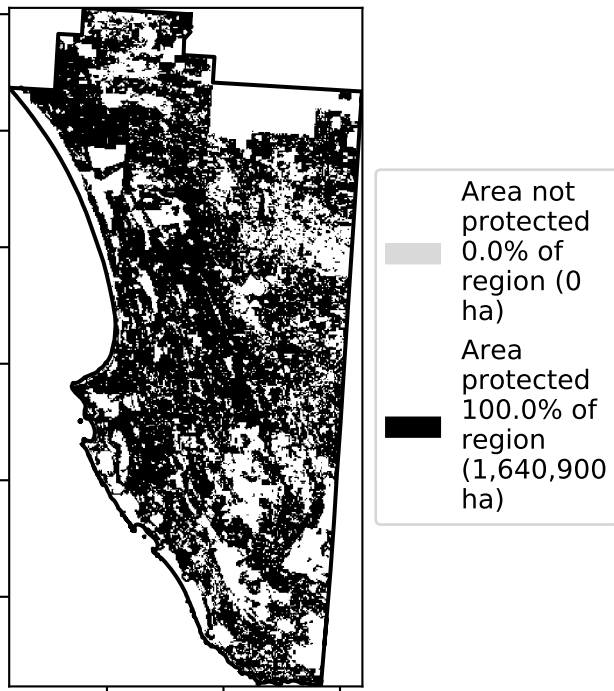 Area not
protected
0.0% of
region (0
ha)
Area
protected
100.0% of
region
(1,640,900
ha)